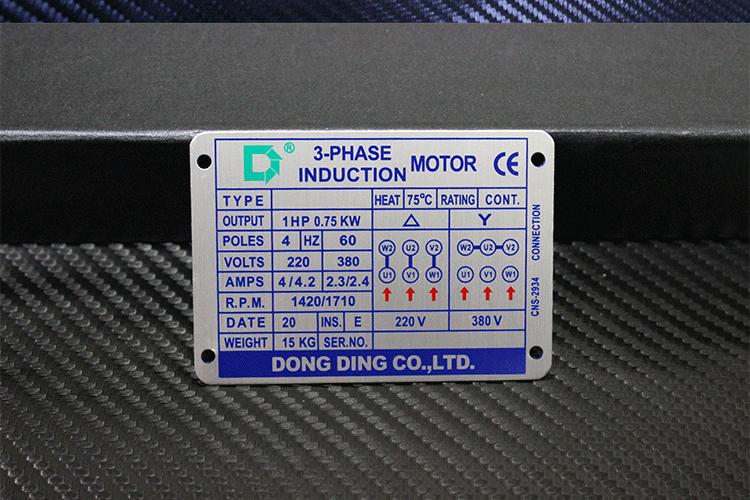 D ®
3-PHASE
INDUCTION MOTOR CE
TYPE HEAT 75°C RATING CONT.
OUTPUT 1HP 0.75 KW △ Y
POLES 4 HZ 60
VOLTS 220 380
AMPS 4/4.2 2.3/2.4
R.P.M. 1420/1710
W2 U2 V2 W2 U2 V2
U1 V1 W1 U1 V1 W1
DATE 20 INS. E 220 V 380 V
WEIGHT 15 KG SER.NO.
CNS-2934 CONNECTION
DONG DING CO.,LTD.